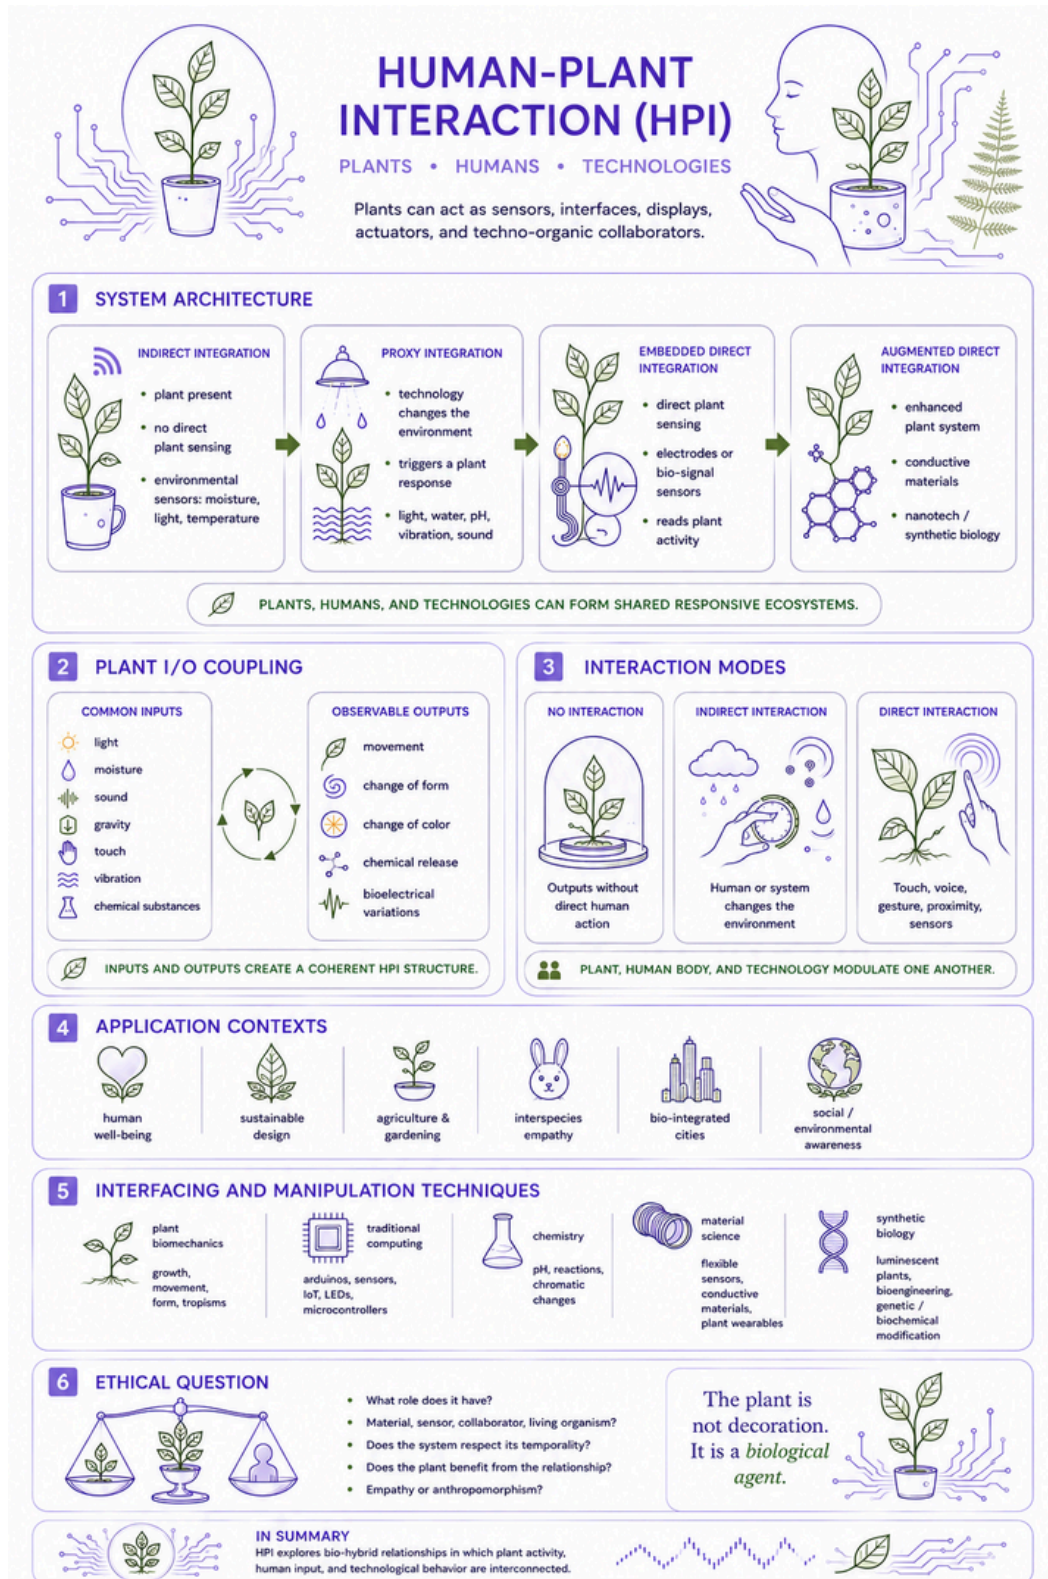 HUMAN-PLANT
INTERACTION (HPI)
PLANTS • HUMANS • TECHNOLOGIES
Plants can act as sensors, interfaces, displays,
actuators, and techno-organic collaborators.
1 SYSTEM ARCHITECTURE
INDIRECT INTEGRATION
• plant present
• no direct
plant sensing
• environmental
sensors: moisture,
light, temperature
PROXY INTEGRATION
• technology
changes the
environment
• triggers a plant
response
• light, water, pH,
vibration, sound
EMBEDDED DIRECT
INTEGRATION
• direct plant
sensing
• electrodes or
bio-signal
sensors
• reads plant
activity
AUGMENTED DIRECT
INTEGRATION
• enhanced
plant system
• conductive
materials
• nanotech /
synthetic biology
PLANTS, HUMANS, AND TECHNOLOGIES CAN FORM SHARED RESPONSIVE ECOSYSTEMS.
2 PLANT I/O COUPLING
COMMON INPUTS
light
moisture
sound
gravity
touch
vibration
chemical substances
OBSERVABLE OUTPUTS
movement
change of form
change of color
chemical release
bioelectrical
variations
INPUTS AND OUTPUTS CREATE A COHERENT HPI STRUCTURE.
3 INTERACTION MODES
NO INTERACTION
Outputs without
direct human
action
INDIRECT INTERACTION
Human or system
changes the
environment
DIRECT INTERACTION
Touch, voice,
gesture, proximity,
sensors
PLANT, HUMAN BODY, AND TECHNOLOGY MODULATE ONE ANOTHER.
4 APPLICATION CONTEXTS
human
well-being
sustainable
design
agriculture &
gardening
interspecies
empathy
bio-integrated
cities
social /
environmental
awareness
5 INTERFACING AND MANIPULATION TECHNIQUES
plant
biomechanics
growth,
movement,
form, tropisms
traditional
computing
arduinos, sensors,
IoT, LEDs,
microcontrollers
chemistry
pH, reactions,
chromatic
changes
material
science
flexible
sensors,
conductive
materials,
plant wearables
synthetic
biology
luminescent
plants,
bioengineering,
genetic /
biochemical
modification
6 ETHICAL QUESTION
• What role does it have?
• Material, sensor, collaborator, living organism?
• Does the system respect its temporality?
• Does the plant benefit from the relationship?
• Empathy or anthropomorphism?
The plant is
not decoration.
It is a biological
agent.
IN SUMMARY
HPI explores bio-hybrid relationships in which plant activity,
human input, and technological behavior are interconnected.